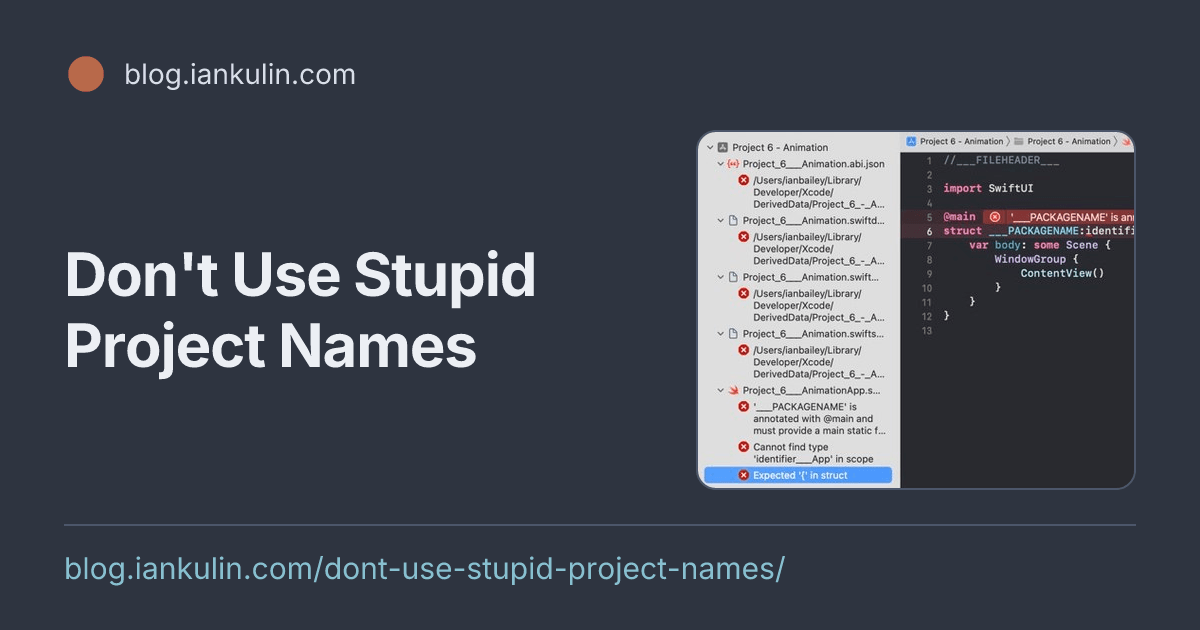 blog.iankulin.com
Don't Use Stupid
Project Names
Project 6 - Animation
Project_6___Animation.abi.json
/Users/ianbailey/Library/
Developer/Xcode/
DerivedData/Project_6_-_A...
Project_6___Animation.swiftd...
/Users/ianbailey/Library/
Developer/Xcode/
DerivedData/Project_6_-_A...
Project_6___Animation.swift...
/Users/ianbailey/Library/
Developer/Xcode/
DerivedData/Project_6_-_A...
Project_6___Animation.swifts...
/Users/ianbailey/Library/
Developer/Xcode/
DerivedData/Project_6_-_A...
Project_6___AnimationApp.s...
'___PACKAGENAME' is
annotated with @main and
must provide a main static f...
Cannot find type
'identifier___App' in scope
Expected '{' in struct
Project 6 - Animation 〉 Project 6 - Animation 〉
1 //___FILEHEADER___
2
3 import SwiftUI
4
5 @main '___PACKAGENAME' is an
6 struct ___PACKAGENAME:identifi
7 var body: some Scene {
8 WindowGroup {
9 ContentView()
10 }
11 }
12 }
13
blog.iankulin.com/dont-use-stupid-project-names/